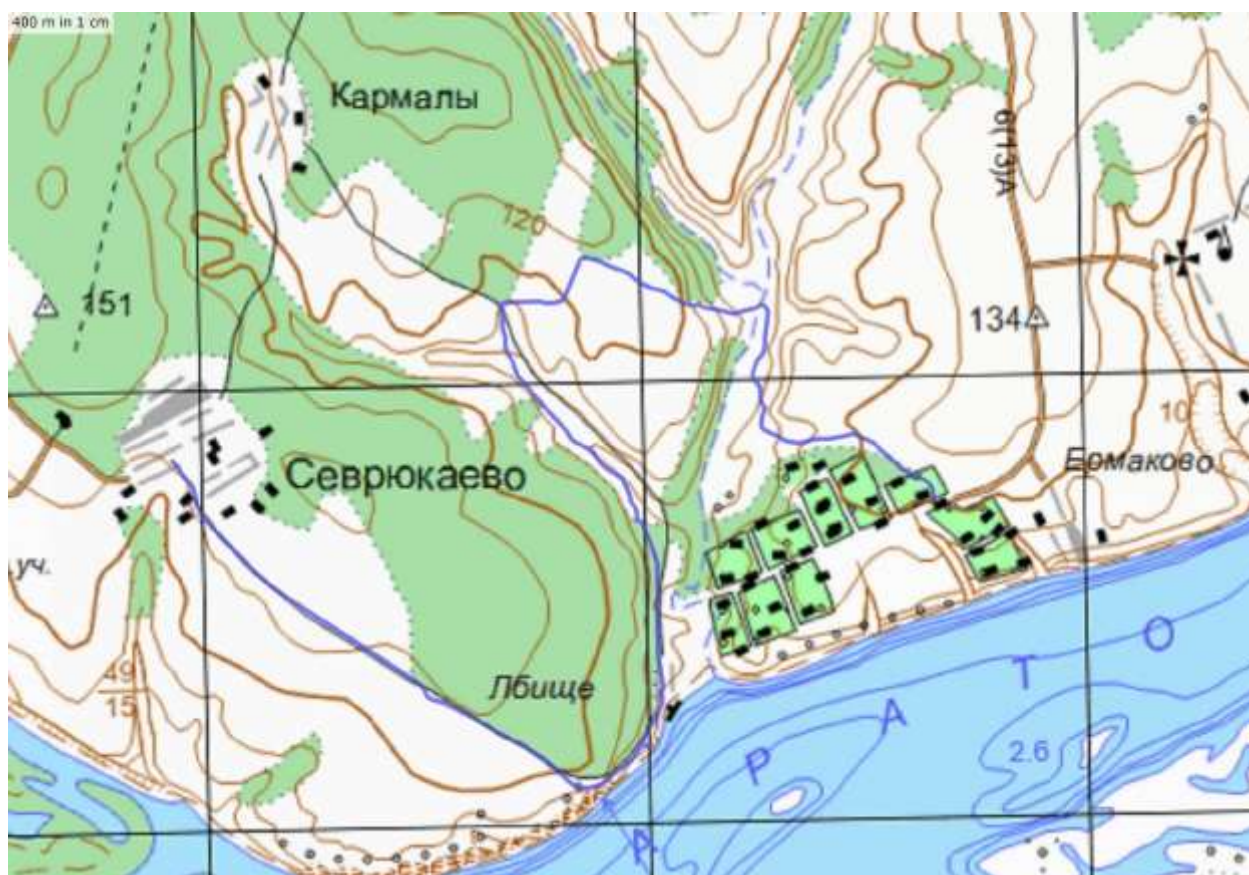 400 m in 1 cm
Кармалы
120
6(13)А
151
134
10
Ермаково
Севрюкаево
уч.
49
15
Лбище
2.6
Р А Т О